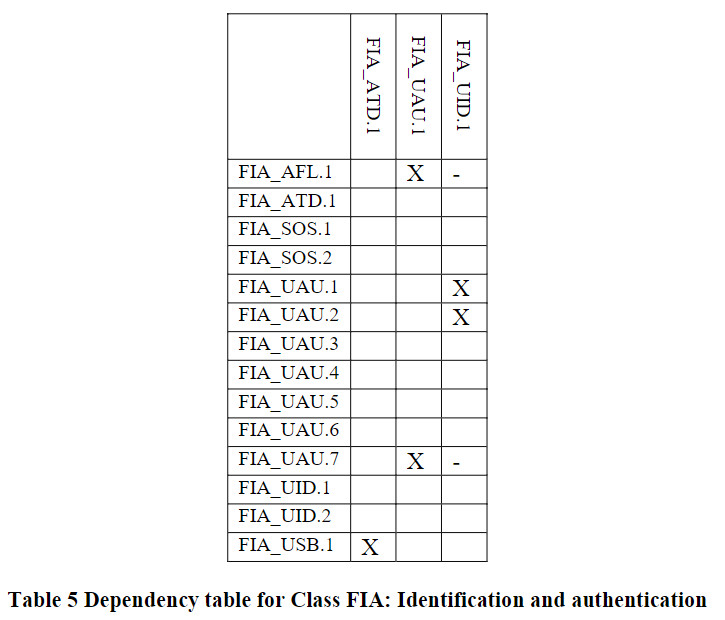 FIA_ATD.1 FIA_UAU.1 FIA_UID.1
FIA_AFL.1 X -
FIA_ATD.1
FIA_SOS.1
FIA_SOS.2
FIA_UAU.1 X
FIA_UAU.2 X
FIA_UAU.3
FIA_UAU.4
FIA_UAU.5
FIA_UAU.6
FIA_UAU.7 X -
FIA_UID.1
FIA_UID.2
FIA_USB.1 X
Table 5 Dependency table for Class FIA: Identification and authentication